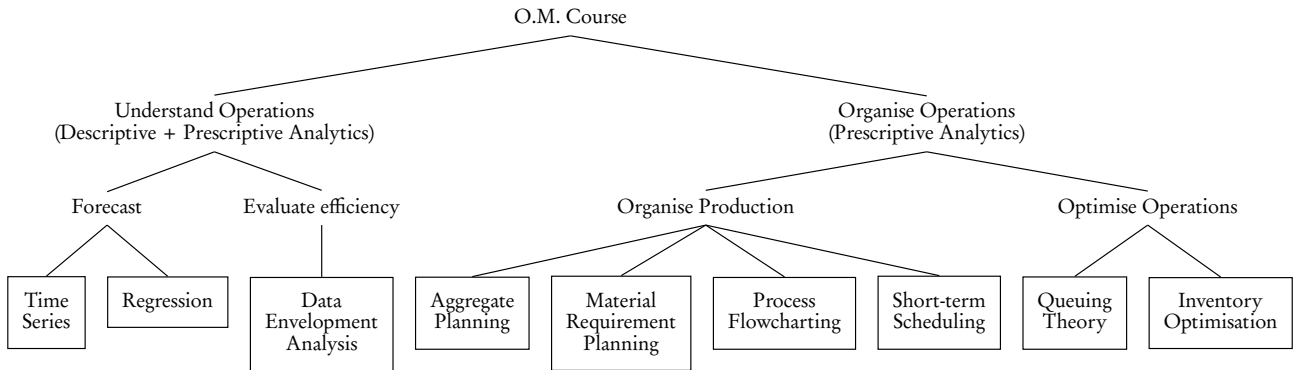 O.M. Course
Understand Operations
(Descriptive + Prescriptive Analytics)
Organise Operations
(Prescriptive Analytics)
Forecast
Evaluate efficiency
Organise Production
Optimise Operations
Time
Series
Regression
Data
Envelopment
Analysis
Aggregate
Planning
Material
Requirement
Planning
Process
Flowcharting
Short-term
Scheduling
Queuing
Theory
Inventory
Optimisation